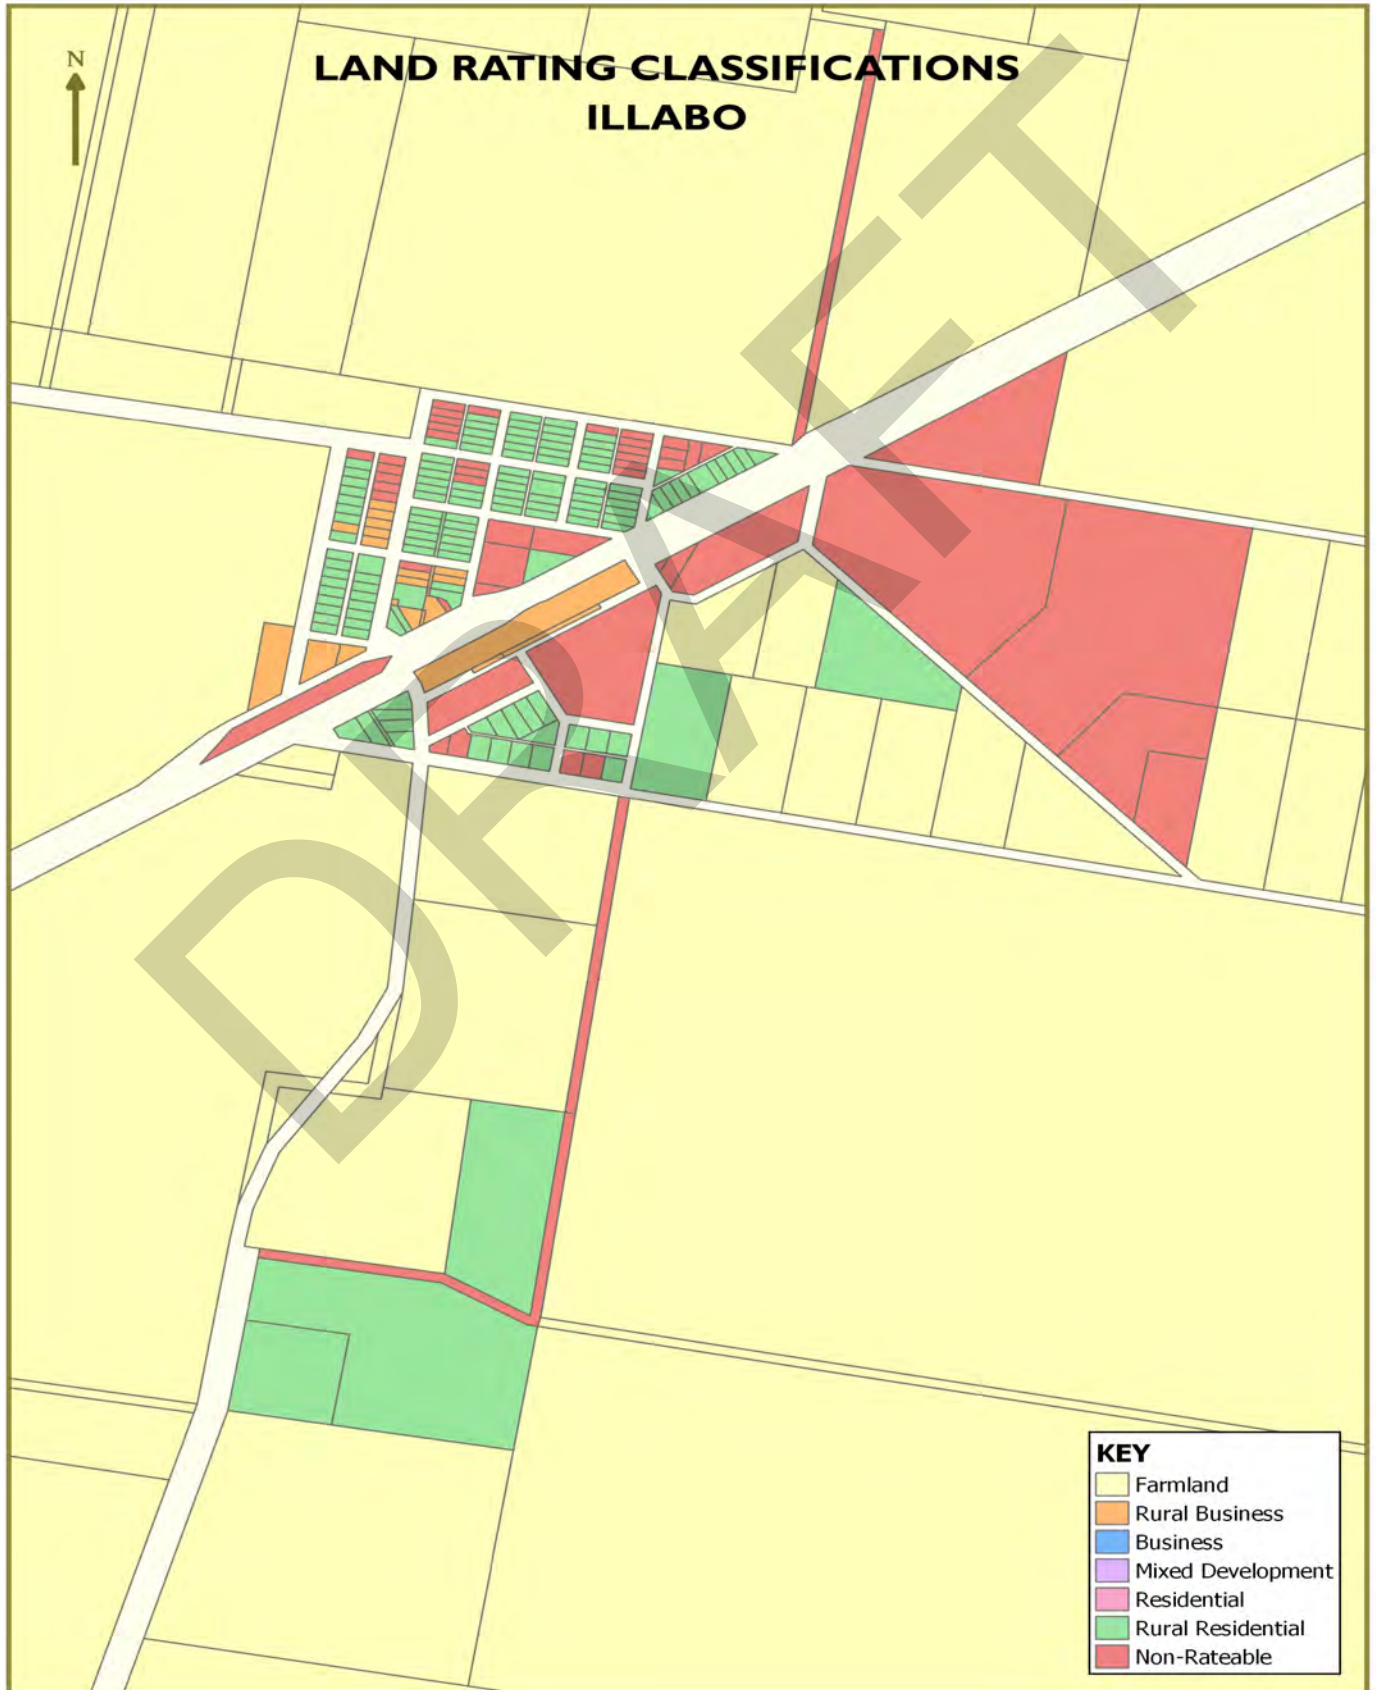 N
LAND RATING CLASSIFICATIONS
ILLABO
DRAFT
KEY
Farmland
Rural Business
Business
Mixed Development
Residential
Rural Residential
Non-Rateable